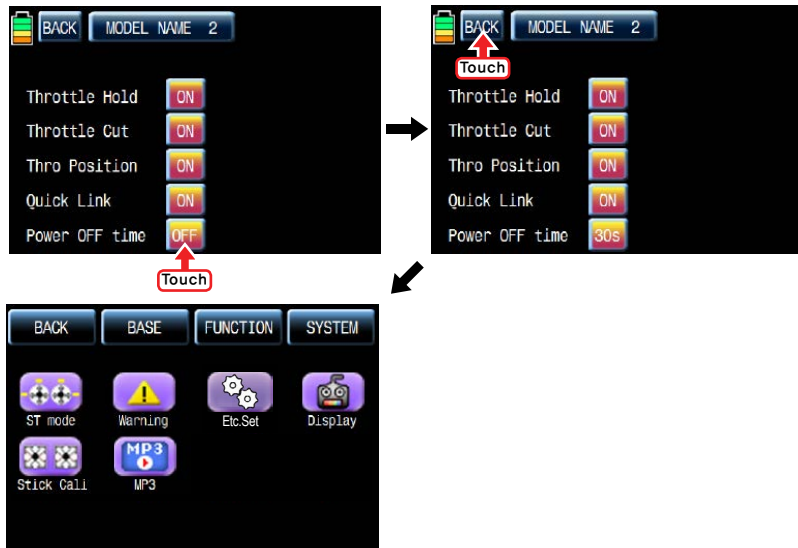 BACK MODEL NAME 2
Throttle Hold ON
Throttle Cut ON
Thro Position ON
Quick Link ON
Power OFF time OFF
Touch
BACK MODEL NAME 2
Touch
Throttle Hold ON
Throttle Cut ON
Thro Position ON
Quick Link ON
Power OFF time 30s
BACK BASE FUNCTION SYSTEM
ST mode Warning Etc.Set Display
MP3
Stick Cali MP3